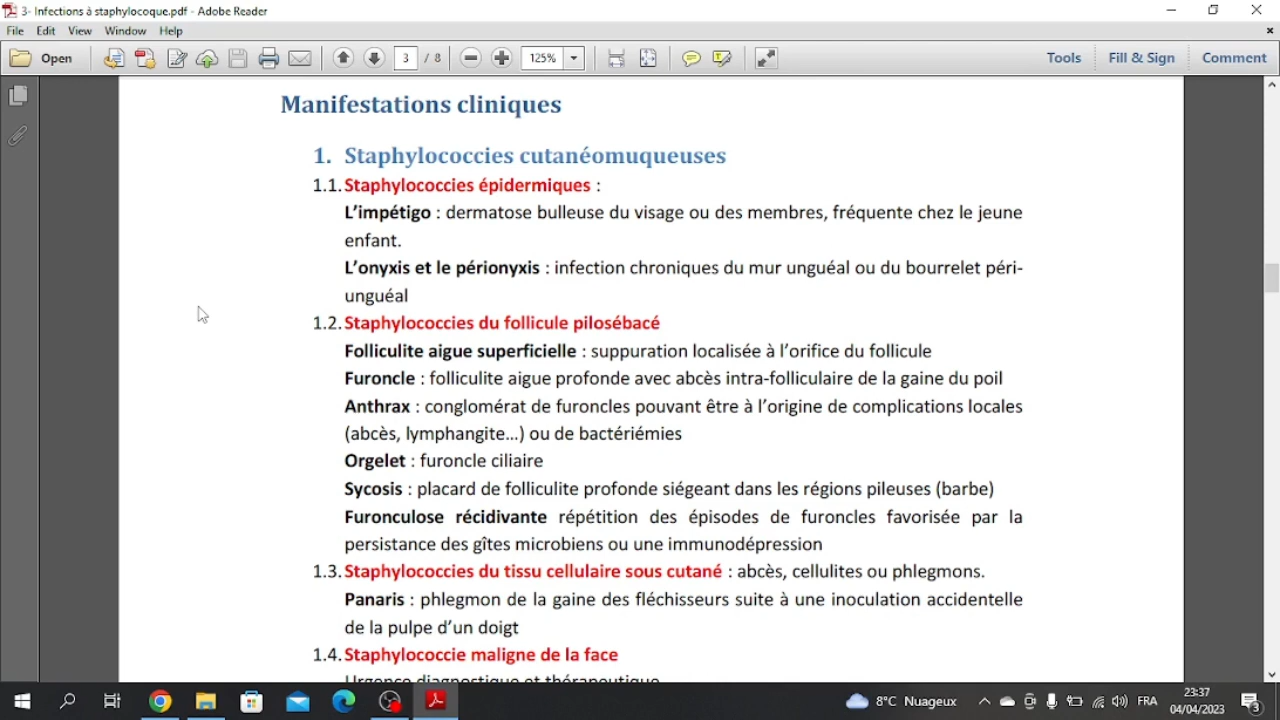 3- Infections à staphylocoque.pdf - Adobe Reader
File Edit View Window Help
Open 3 / 8 125% Tools Fill & Sign Comment
Manifestations cliniques
1. Staphylococcies cutanéomuqueuses
1.1. Staphylococcies épidermiques :
L’impétigo : dermatose bulleuse du visage ou des membres, fréquente chez le jeune
enfant.
L’onyxis et le périonyxis : infection chroniques du mur unguéal ou du bourrelet péri-
unguéal
1.2. Staphylococcies du follicule pilosébacé
Folliculite aigue superficielle : suppuration localisée à l’orifice du follicule
Furoncle : folliculite aigue profonde avec abcès intra-folliculaire de la gaine du poil
Anthrax : conglomérat de furoncles pouvant être à l’origine de complications locales
(abcès, lymphangite…) ou de bactériémies
Orgelet : furoncle ciliaire
Sycosis : placard de folliculite profonde siégeant dans les régions pileuses (barbe)
Furonculose récidivante répétition des épisodes de furoncles favorisée par la
persistance des gîtes microbiens ou une immunodépression
1.3. Staphylococcies du tissu cellulaire sous cutané : abcès, cellulites ou phlegmons.
Panaris : phlegmon de la gaine des fléchisseurs suite à une inoculation accidentelle
de la pulpe d’un doigt
1.4. Staphylococcie maligne de la face
Urgence diagnostique et thérapeutique
8°C Nuageux FRA 23:37
04/04/2023 3